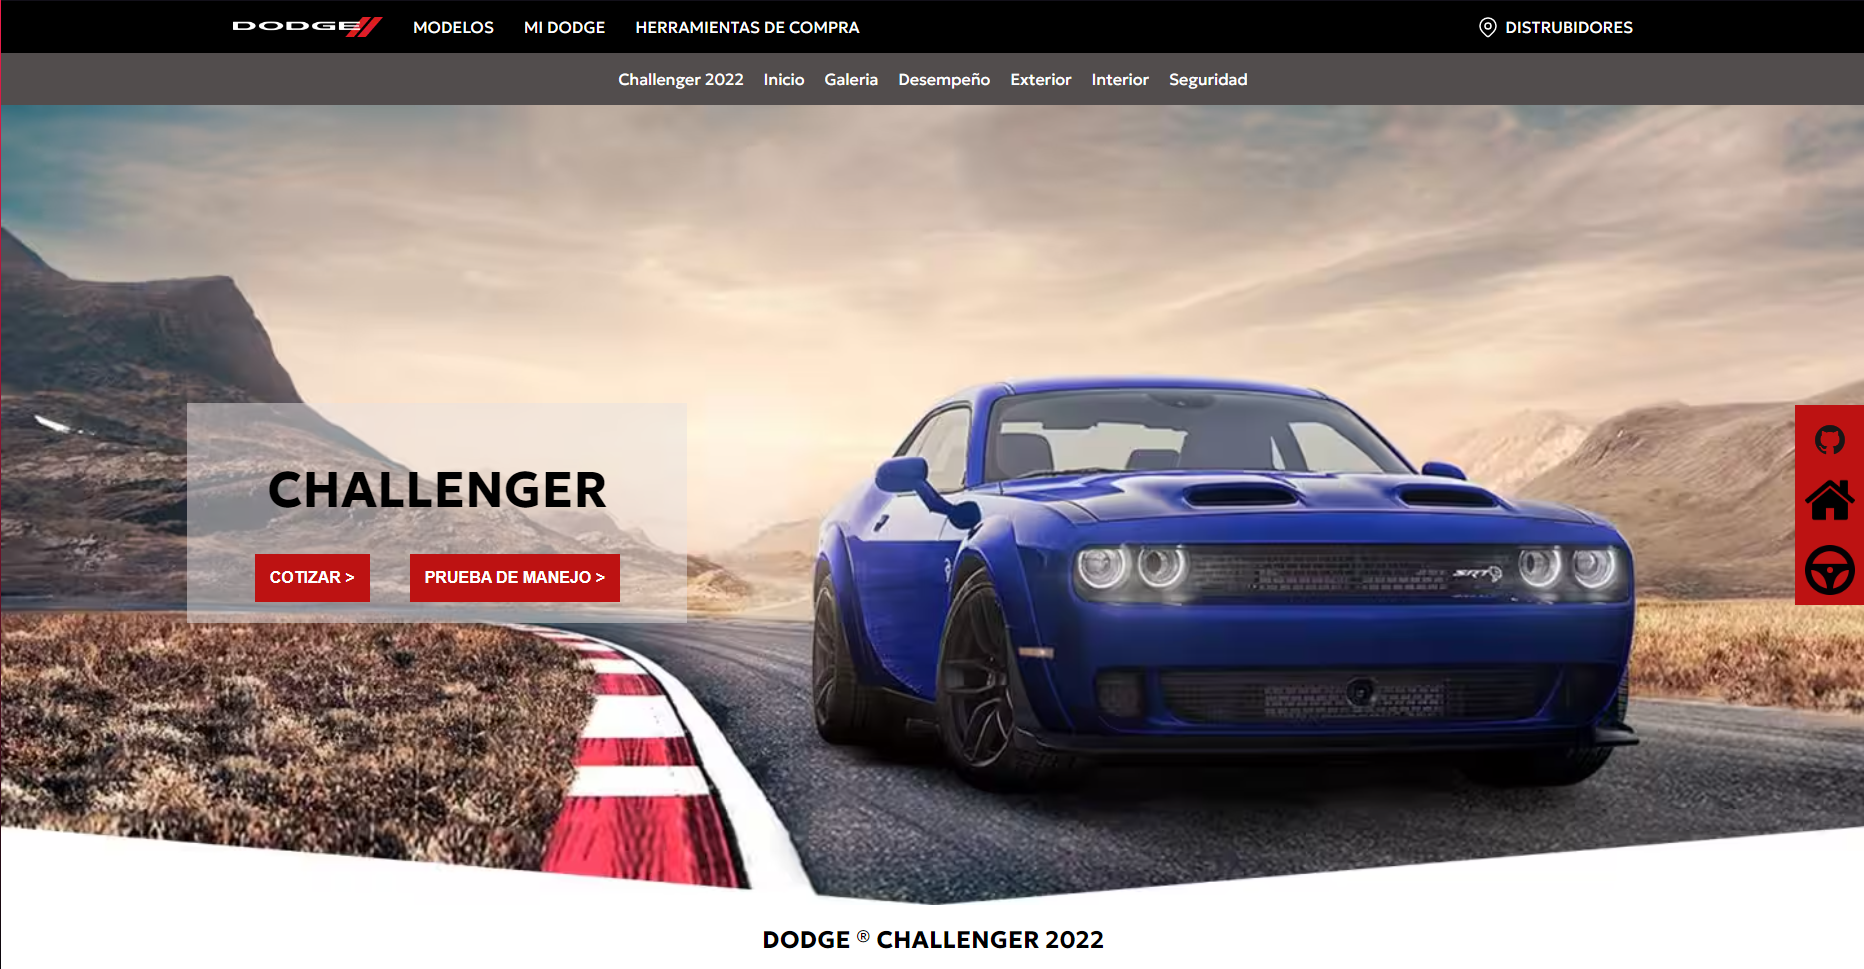 DODGE MODELOS MI DODGE HERRAMIENTAS DE COMPRA DISTRUBIDORES
Challenger 2022 Inicio Galeria Desempeño Exterior Interior Seguridad
CHALLENGER
COTIZAR > PRUEBA DE MANEJO >
SRT
DODGE ® CHALLENGER 2022